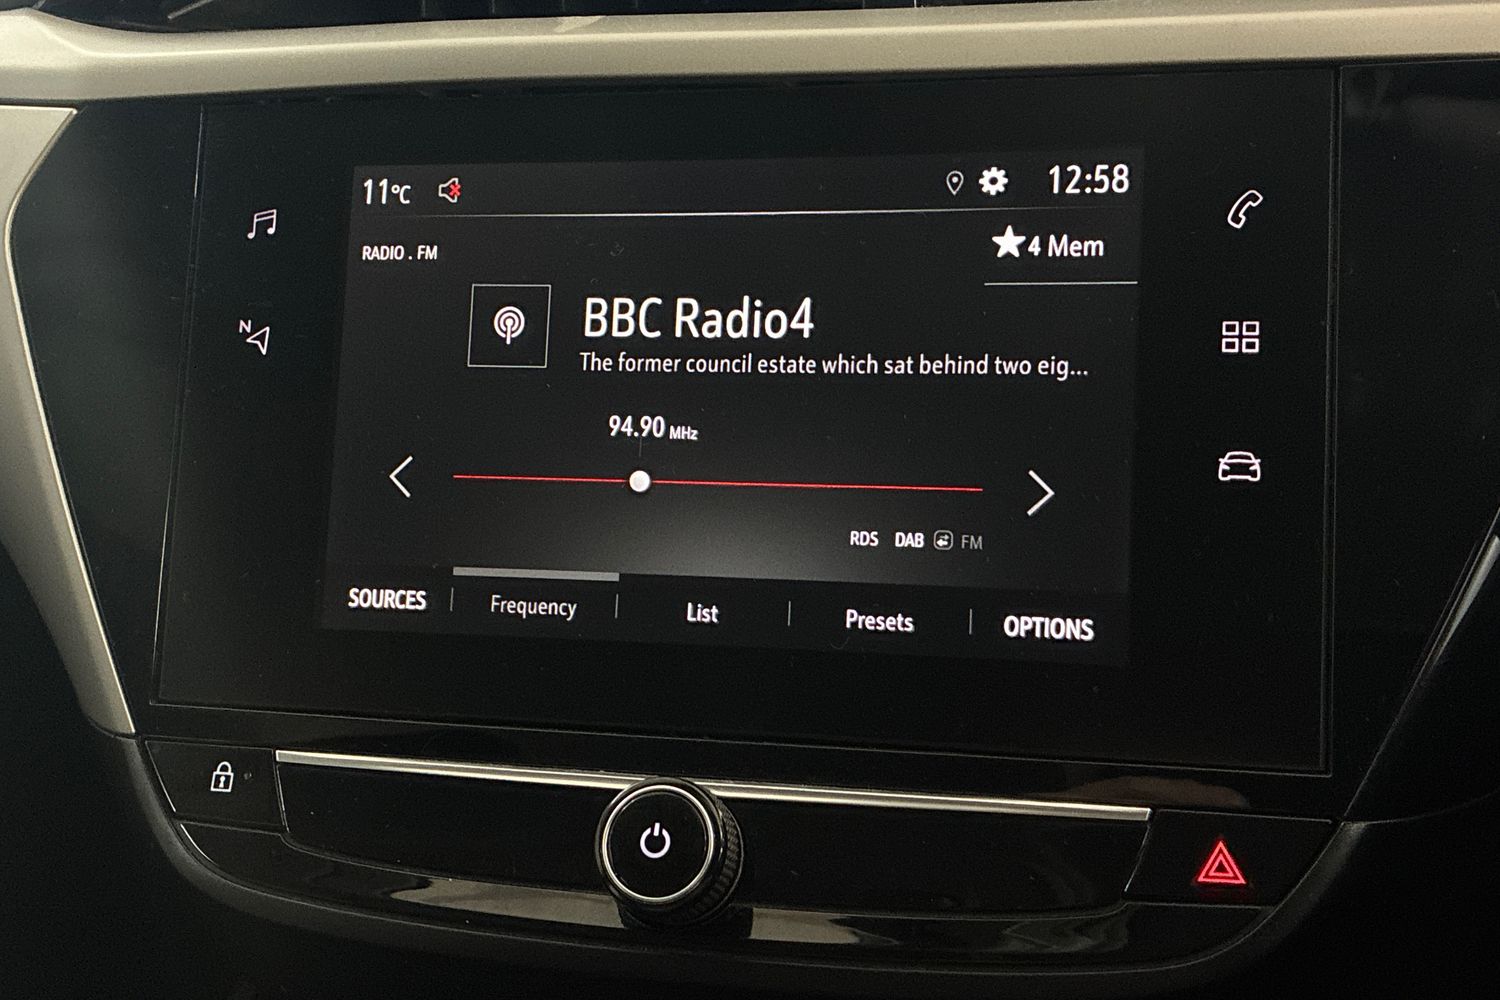 11°C
12:58
RADIO . FM
★4 Mem
BBC Radio4
The former council estate which sat behind two eig...
94.90 MHz
RDS DAB FM
SOURCES Frequency List Presets OPTIONS
N